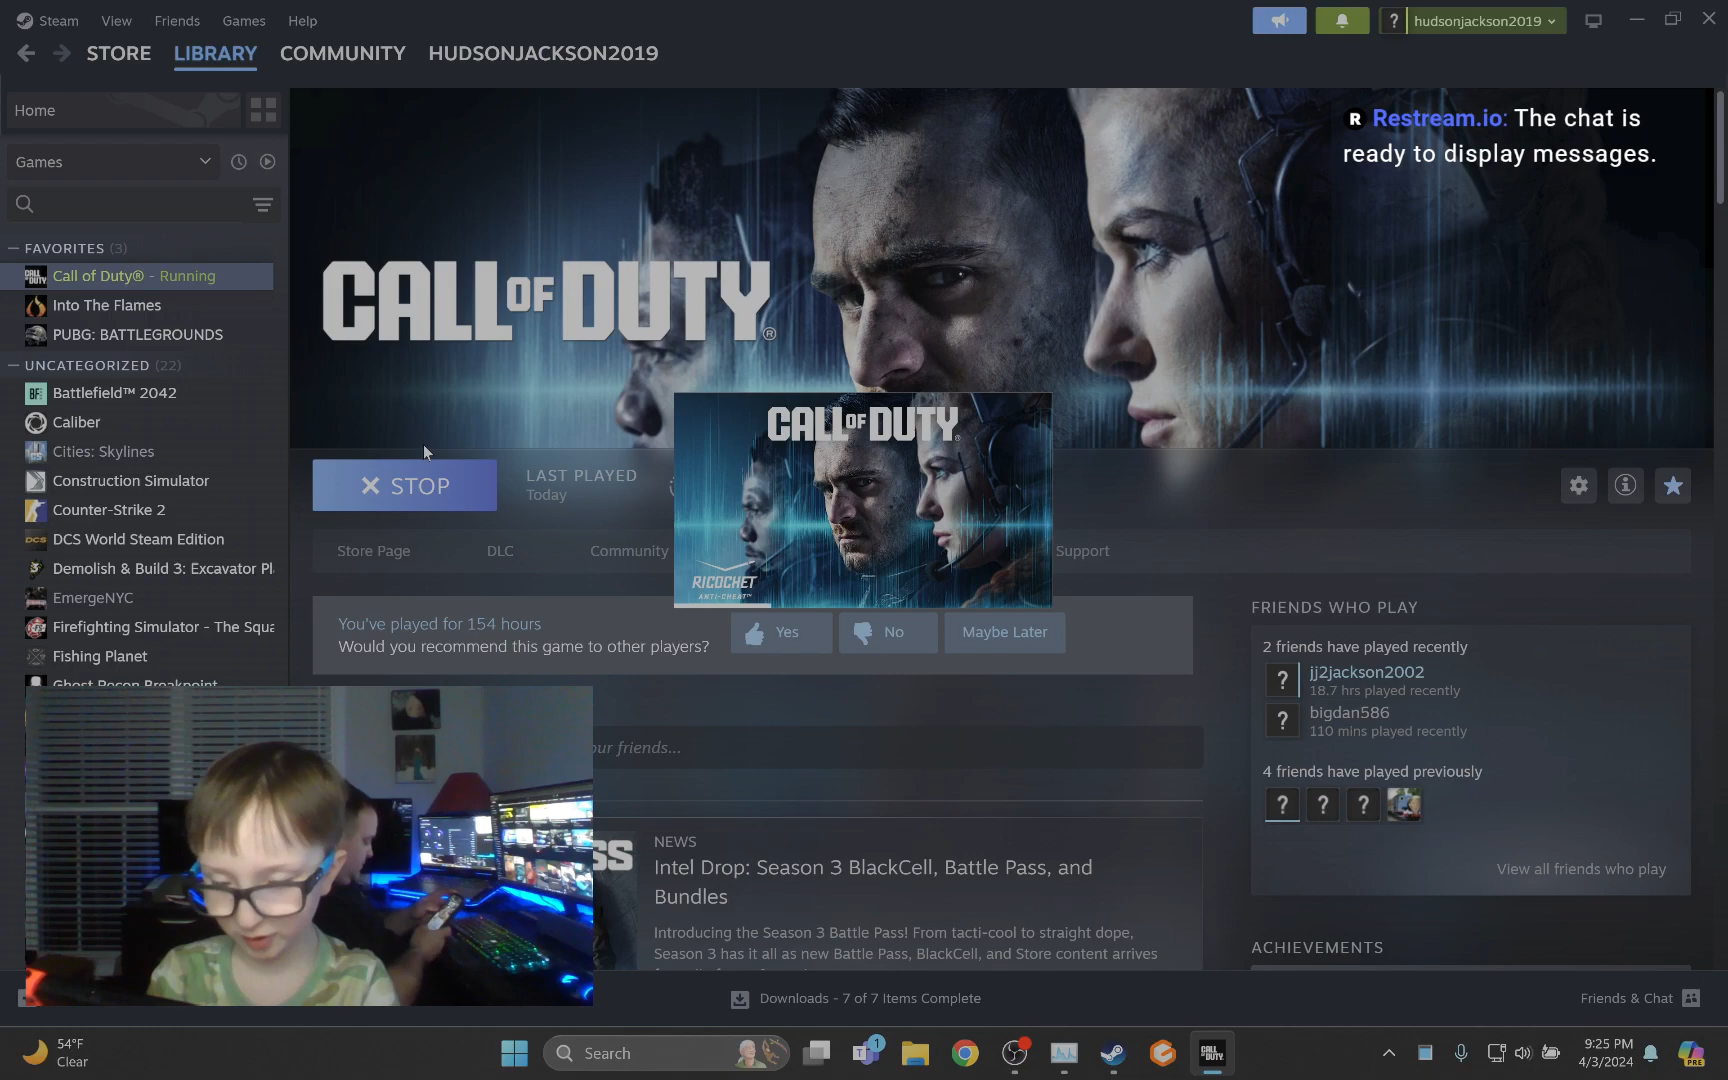 Steam View Friends Games Help
? hudsonjackson2019
STORE LIBRARY COMMUNITY HUDSONJACKSON2019
Home
R Restream.io: The chat is
ready to display messages.
Games
FAVORITES (3)
Call of Duty® - Running
Into The Flames
PUBG: BATTLEGROUNDS
UNCATEGORIZED (22)
Battlefield™ 2042
Caliber
Cities: Skylines
Construction Simulator
Counter-Strike 2
DCS World Steam Edition
Demolish & Build 3: Excavator Pl
EmergeNYC
Firefighting Simulator - The Squa
Fishing Planet
Ghost Recon Breakpoint
CALL OF DUTY®
CALL OF DUTY
RICOCHET
ANTI-CHEAT™
STOP
LAST PLAYED
Today
Store Page DLC Community Support
You've played for 154 hours
Would you recommend this game to other players?
Yes No Maybe Later
our friends...
NEWS
Intel Drop: Season 3 BlackCell, Battle Pass, and
Bundles
Introducing the Season 3 Battle Pass! From tacti-cool to straight dope,
Season 3 has it all as new Battle Pass, BlackCell, and Store content arrives
FRIENDS WHO PLAY
2 friends have played recently
? jj2jackson2002
18.7 hrs played recently
? bigdan586
110 mins played recently
4 friends have played previously
? ? ?
View all friends who play
ACHIEVEMENTS
Downloads - 7 of 7 Items Complete
Friends & Chat
54°F
Clear
Search
1
9:25 PM
4/3/2024
PRE